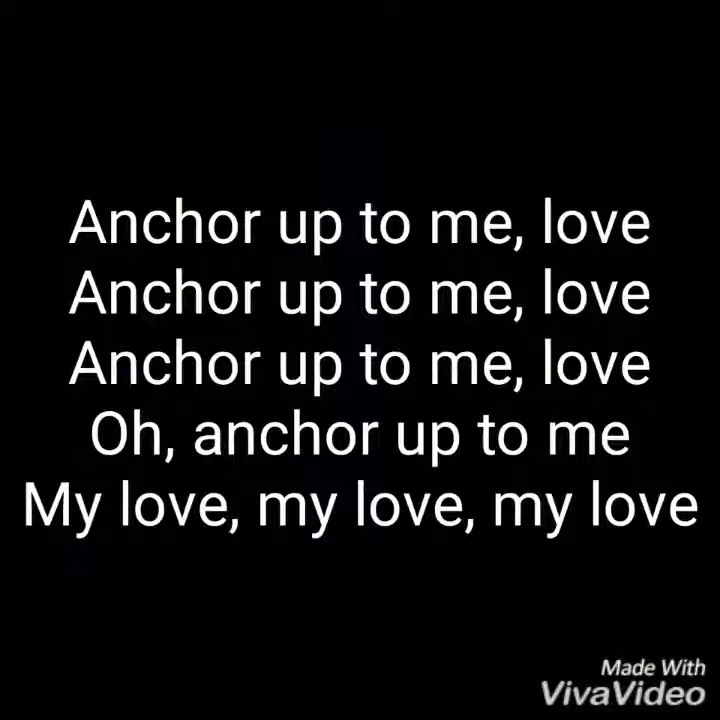 Anchor up to me, love
Anchor up to me, love
Anchor up to me, love
Oh, anchor up to me
My love, my love, my love
Made With
VivaVideo